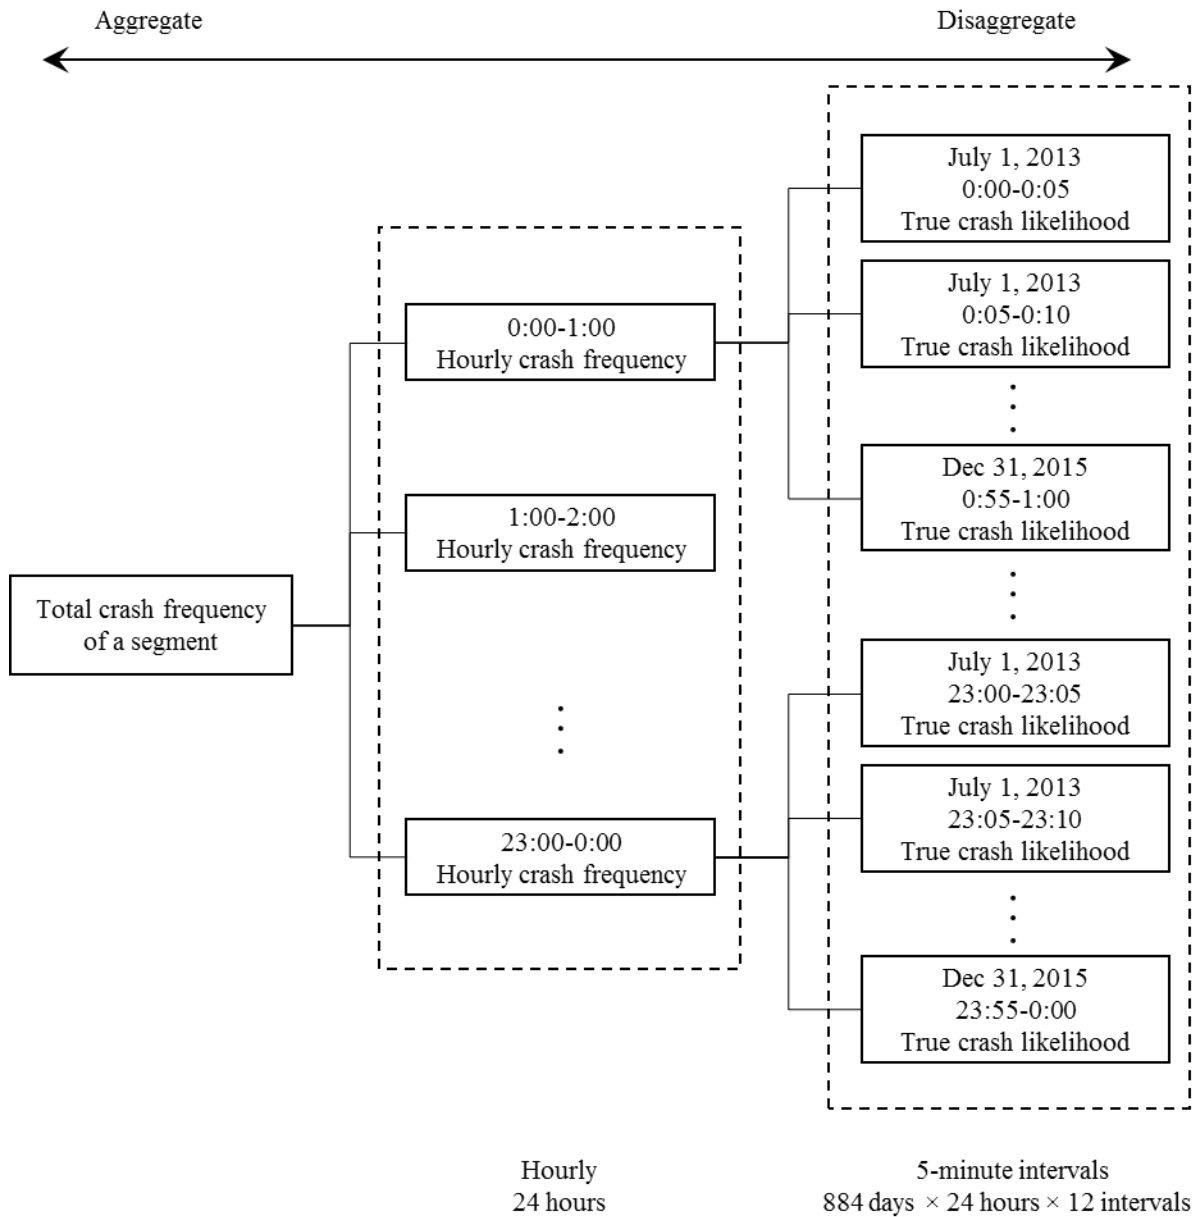 Aggregate
Disaggregate
Total crash frequency
of a segment
0:00-1:00
Hourly crash frequency
1:00-2:00
Hourly crash frequency
23:00-0:00
Hourly crash frequency
July 1, 2013
0:00-0:05
True crash likelihood
July 1, 2013
0:05-0:10
True crash likelihood
Dec 31, 2015
0:55-1:00
True crash likelihood
July 1, 2013
23:00-23:05
True crash likelihood
July 1, 2013
23:05-23:10
True crash likelihood
Dec 31, 2015
23:55-0:00
True crash likelihood
Hourly
24 hours
5-minute intervals
884 days × 24 hours × 12 intervals